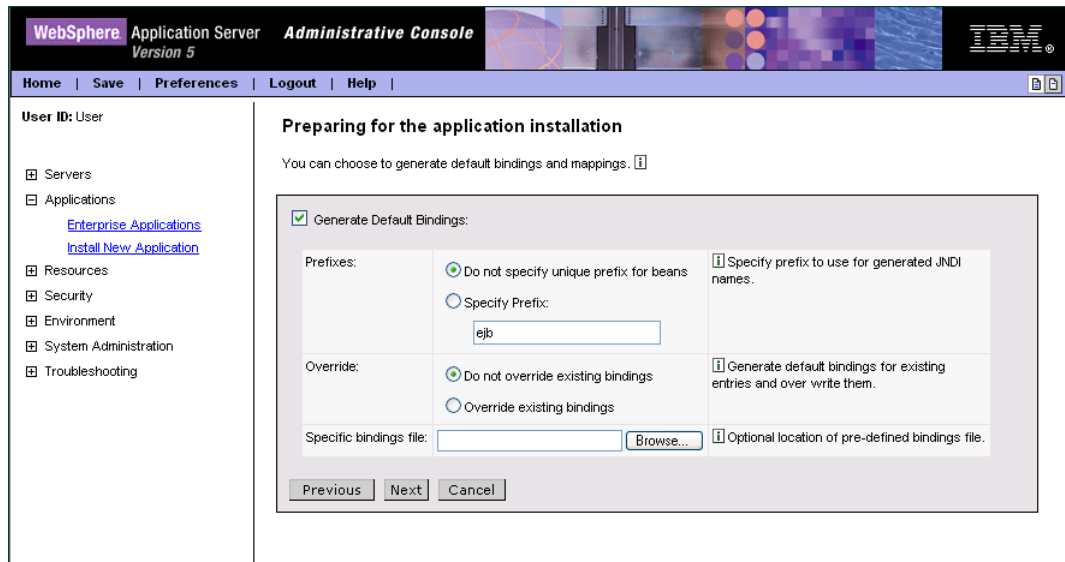 WebSphere Application Server Administrative Console
Version 5
IBM®
Home | Save | Preferences | Logout | Help |
User ID: User
Servers
Applications
Enterprise Applications
Install New Application
Resources
Security
Environment
System Administration
Troubleshooting
Preparing for the application installation
You can choose to generate default bindings and mappings. i
Generate Default Bindings:
Prefixes:
Do not specify unique prefix for beans
Specify Prefix:
ejb
i Specify prefix to use for generated JNDI
names.
Override:
Do not override existing bindings
Override existing bindings
i Generate default bindings for existing
entries and over write them.
Specific bindings file:
Browse...
i Optional location of pre-defined bindings file.
Previous Next Cancel